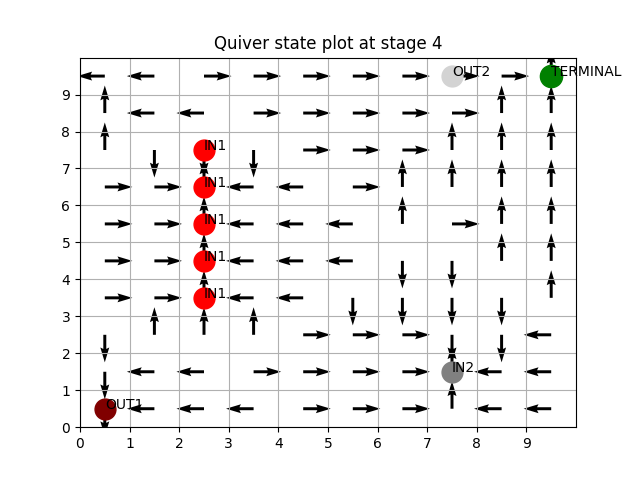 Quiver state plot at stage 4
OUT2
TERMINAL
9
8
IN1
7
IN1
6
IN1
5
IN1
4
IN1
3
2
IN2
1
OUT1
0
0 1 2 3 4 5 6 7 8 9